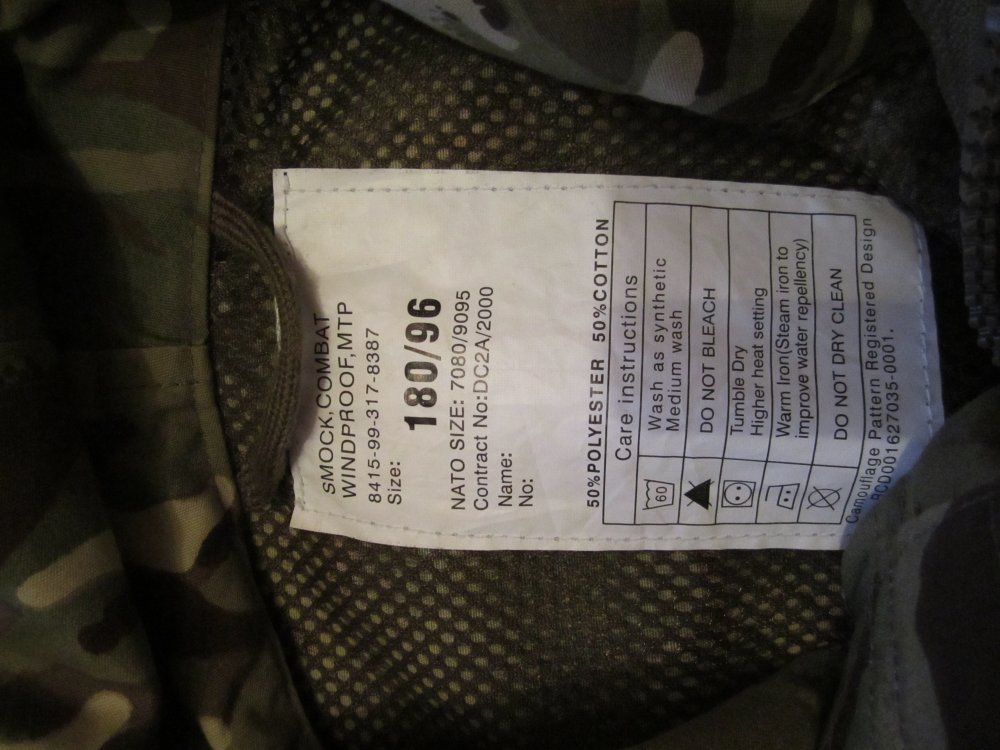 SMOCK, COMBAT
WINDPROOF, MTP
8415-99-317-8387
Size:
180/96
NATO SIZE: 7080/9095
Contract No:DC2A/2000
Name:
No:
50%POLYESTER 50%COTTON
Care instructions
60
Wash as synthetic
Medium wash
DO NOT BLEACH
Tumble Dry
Higher heat setting
Warm Iron(Steam iron to
improve water repellency)
DO NOT DRY CLEAN
Camouflage Pattern Registered Design
RCD001627035-0001.